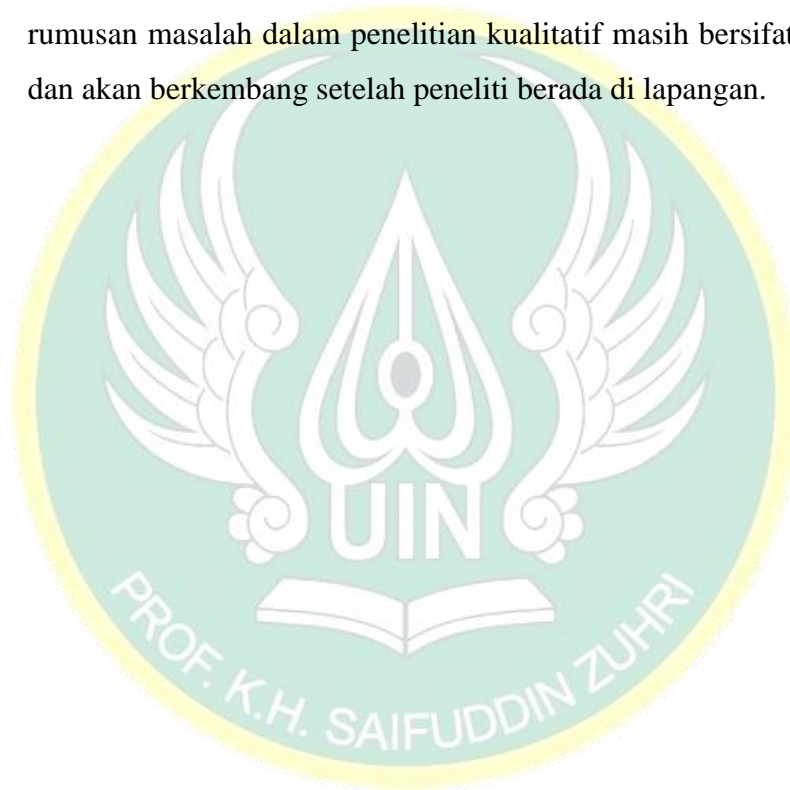 rumusan masalah dalam penelitian kualitatif masih bersifat
dan akan berkembang setelah peneliti berada di lapangan.
UIN
PROF. K.H. SAIFUDDIN ZUHRI